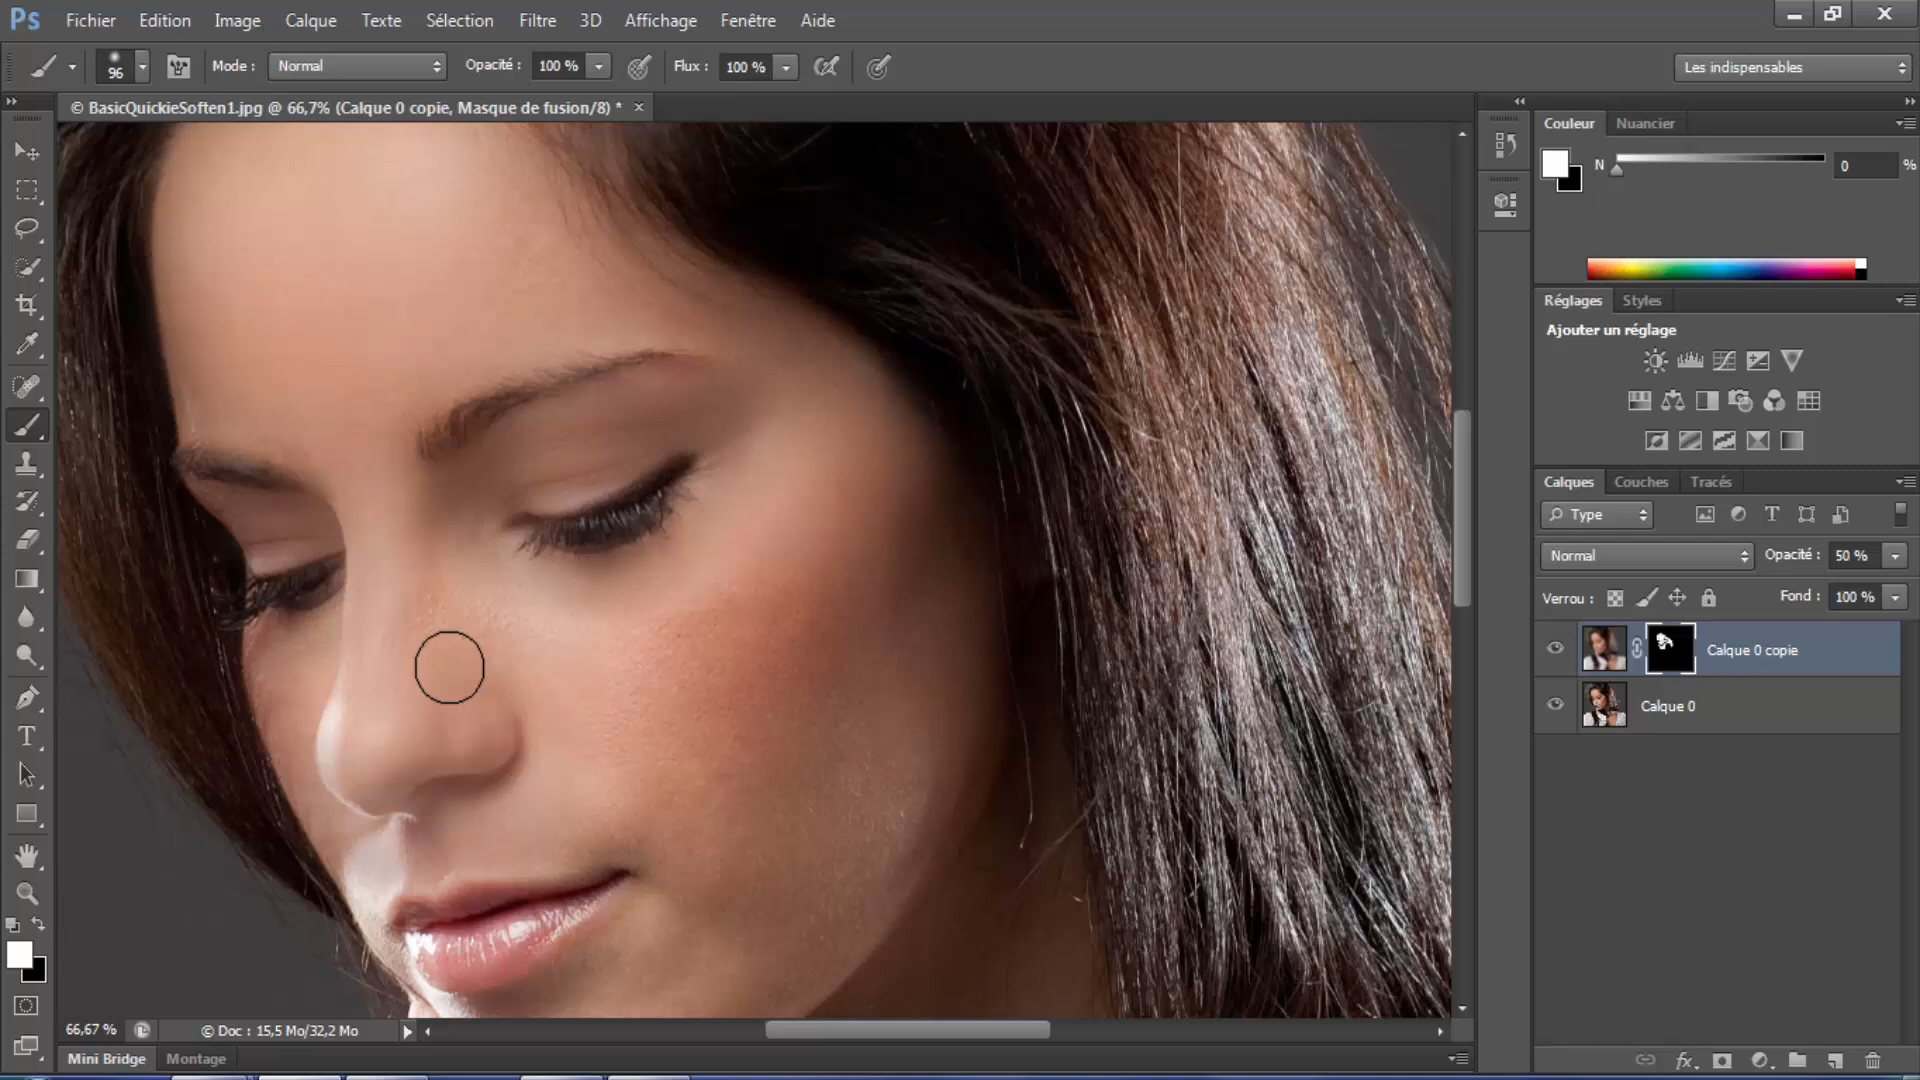 Ps Fichier Edition Image Calque Texte Sélection Filtre 3D Affichage Fenêtre Aide
96 Mode : Normal Opacité : 100 % Flux : 100 % Les indispensables
© BasicQuickieSoften1.jpg @ 66,7% (Calque 0 copie, Masque de fusion/8) * ×
Couleur Nuancier
N 0 %
Réglages Styles
Ajouter un réglage
Calques Couches Tracés
Type
Normal Opacité : 50 %
Verrou : Fond : 100 %
Calque 0 copie
Calque 0
66,67 % © Doc : 15,5 Mo/32,2 Mo
Mini Bridge Montage